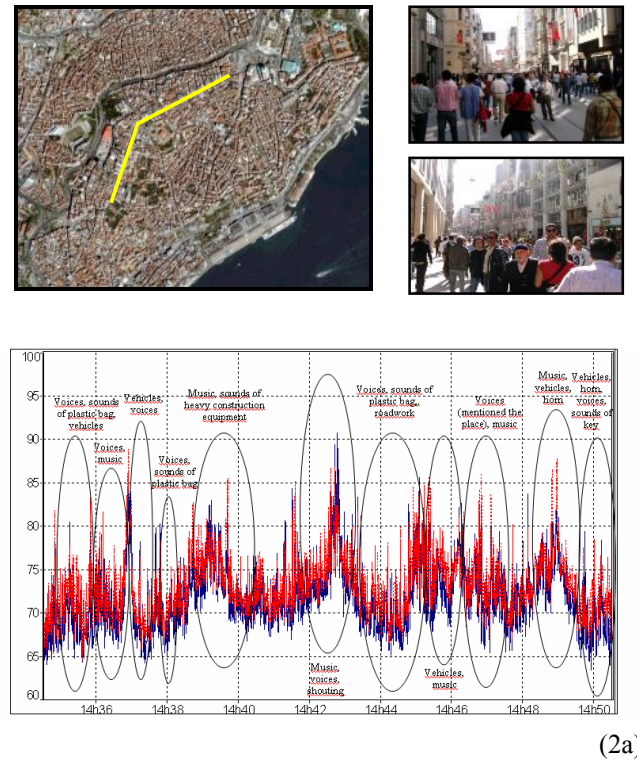 100
95
90
85
80
75
70
65
60
Voices, sounds
of plastic bag,
vehicles
Voices,
music
Vehicles,
voices
Voices,
sounds of
plastic bag
Music, sounds of
heavy construction
equipment
Music,
voices,
shouting
Voices, sounds of
plastic bag,
roadwork
Vehicles,
music
Voices
(mentioned the
place), music
Music,
vehicles,
horn
Vehicles,
horn,
voices,
sounds of
key
14h36
14h38
14h40
14h42
14h44
14h46
14h48
14h50
(2a)